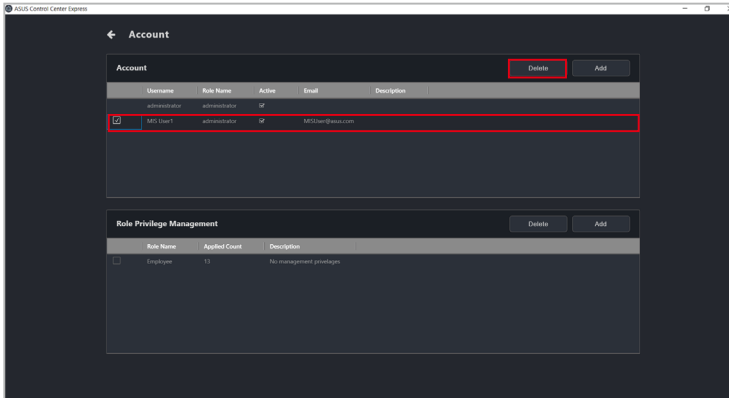 ASUS Control Center Express
Account
Account Delete Add
Username Role Name Active Email Description
administrator administrator
MIS User1 administrator MISUser@asus.com
Role Privilege Management Delete Add
Role Name Applied Count Description
Employee 13 No management privetages